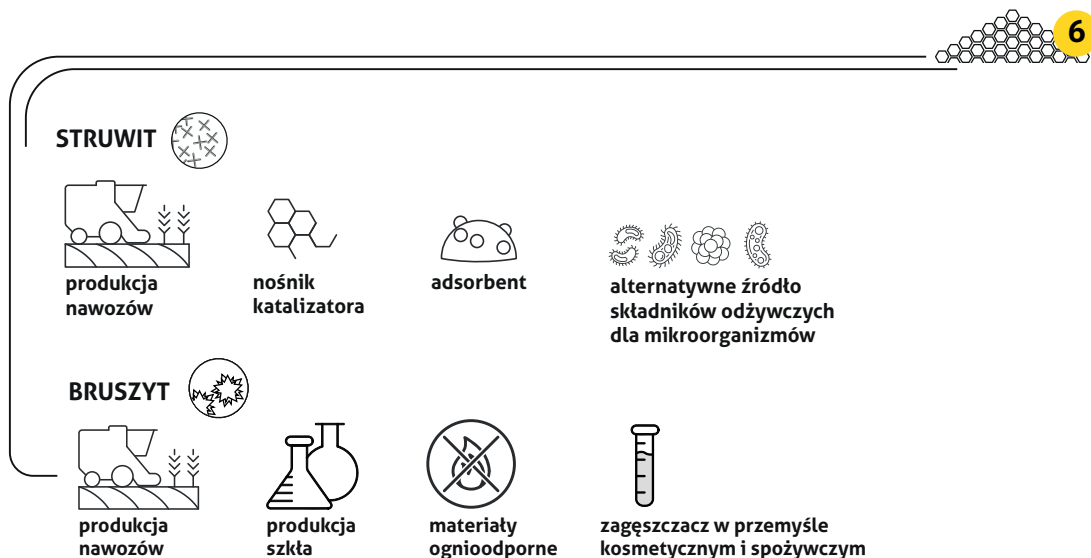 6
STRUWIT
produkcja
nawozów
nośnik
katalizatora
adsorbent
alternatywne źródło
składników odżywczych
dla mikroorganizmów
BRUSZYT
produkcja
nawozów
produkcja
szkła
materiały
ognioodporne
zagęszczacz w przemyśle
kosmetycznym i spożywczym